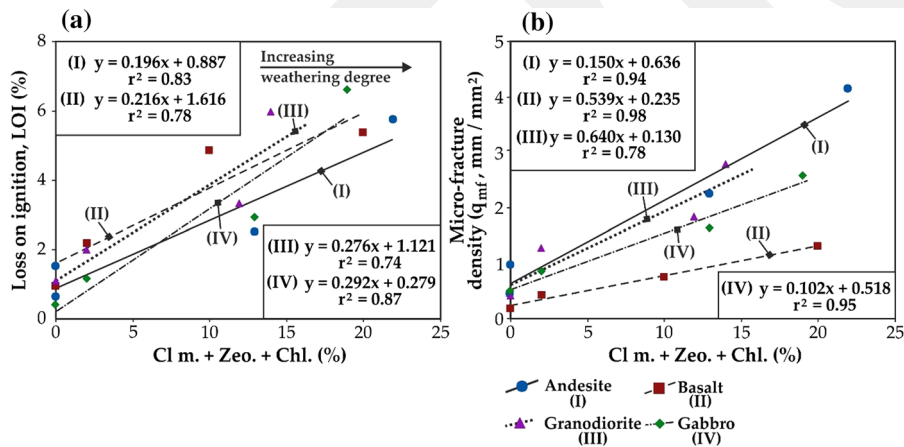 (a)
Loss on ignition, LOI (%)
8
6
4
2
0
(I) y = 0.196x + 0.887
r² = 0.83
(II) y = 0.216x + 1.616
r² = 0.78
Increasing
weathering degree
(III)
(I)
(II)
(IV)
(III) y = 0.276x + 1.121
r² = 0.74
(IV) y = 0.292x + 0.279
r² = 0.87
0 5 10 15 20 25
Cl m. + Zeo. + Chl. (%)
(b)
Micro-fracture
density (qmf, mm / mm²)
5
4
3
2
1
0
(I) y = 0.150x + 0.636
r² = 0.94
(II) y = 0.539x + 0.235
r² = 0.98
(III) y = 0.640x + 0.130
r² = 0.78
(I)
(III)
(IV)
(II)
(IV) y = 0.102x + 0.518
r² = 0.95
0 5 10 15 20 25
Cl m. + Zeo. + Chl. (%)
Andesite
(I)
Basalt
(II)
Granodiorite
(III)
Gabbro
(IV)